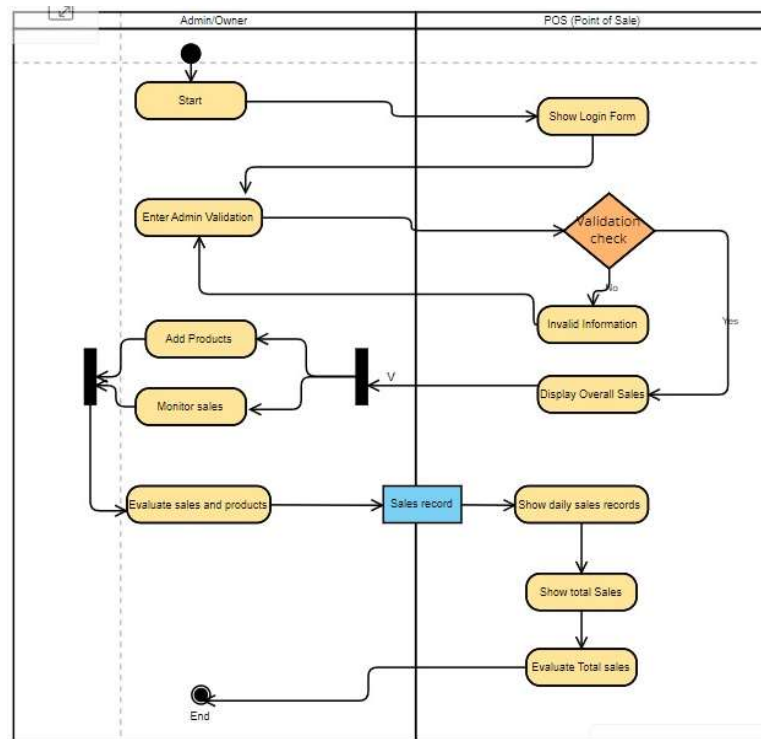 Admin/Owner
POS (Point of Sale)
Start
Show Login Form
Enter Admin Validation
Validation
check
No
Invalid Information
Yes
Add Products
Monitor sales
V
Display Overall Sales
Evaluate sales and products
Sales record
Show daily sales records
Show total Sales
Evaluate Total sales
End